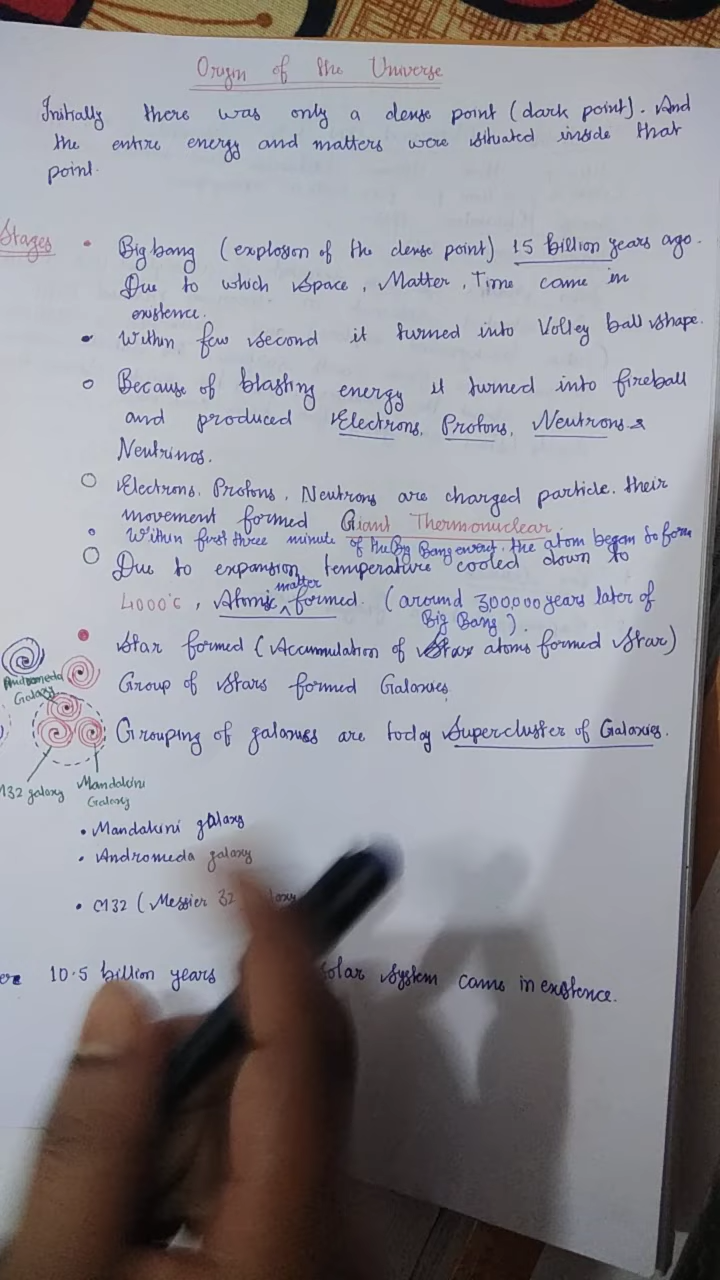 Origin of the Universe
Initially there was only a dense point (dark point). And
the entire energy and matters were situated inside that
point.
Stages
• Big bang (explosion of the dense point) 15 billion years ago.
Due to which space, Matter, Time came in
existence.
• Within few second it turned into Volley ball shape.
Because of blasting energy it turned into fireball
and produced Electrons, Protons, Neutrons &
Neutrinos.
Electrons, Protons, Neutrons are charged particle. their
movement formed Giant Thermonuclear.
Within first three minute of the Big Bang event, the atom began to form
Due to expansion temperature cooled down to
4000°c, Atomic matter formed. (around 300,000 years later of
Big Bang).
Star formed (Accumulation of atoms formed Star)
Group of stars formed Galaxies
Grouping of galaxies are today Supercluster of Galaxies.
Andromeda
Galaxy
M32 galaxy
Mandakini
Galaxy
• Mandakini galaxy
• Andromeda galaxy
• M32 (Messier 32
10.5 billion years solar system came in existence.